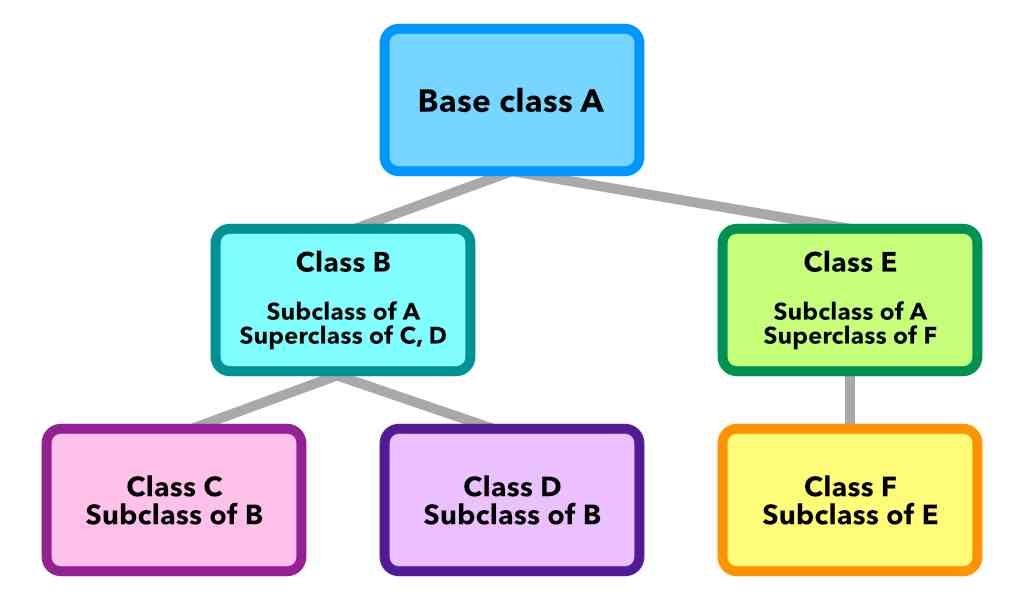 Base class A
Class B
Subclass of A
Superclass of C, D
Class E
Subclass of A
Superclass of F
Class C
Subclass of B
Class D
Subclass of B
Class F
Subclass of E